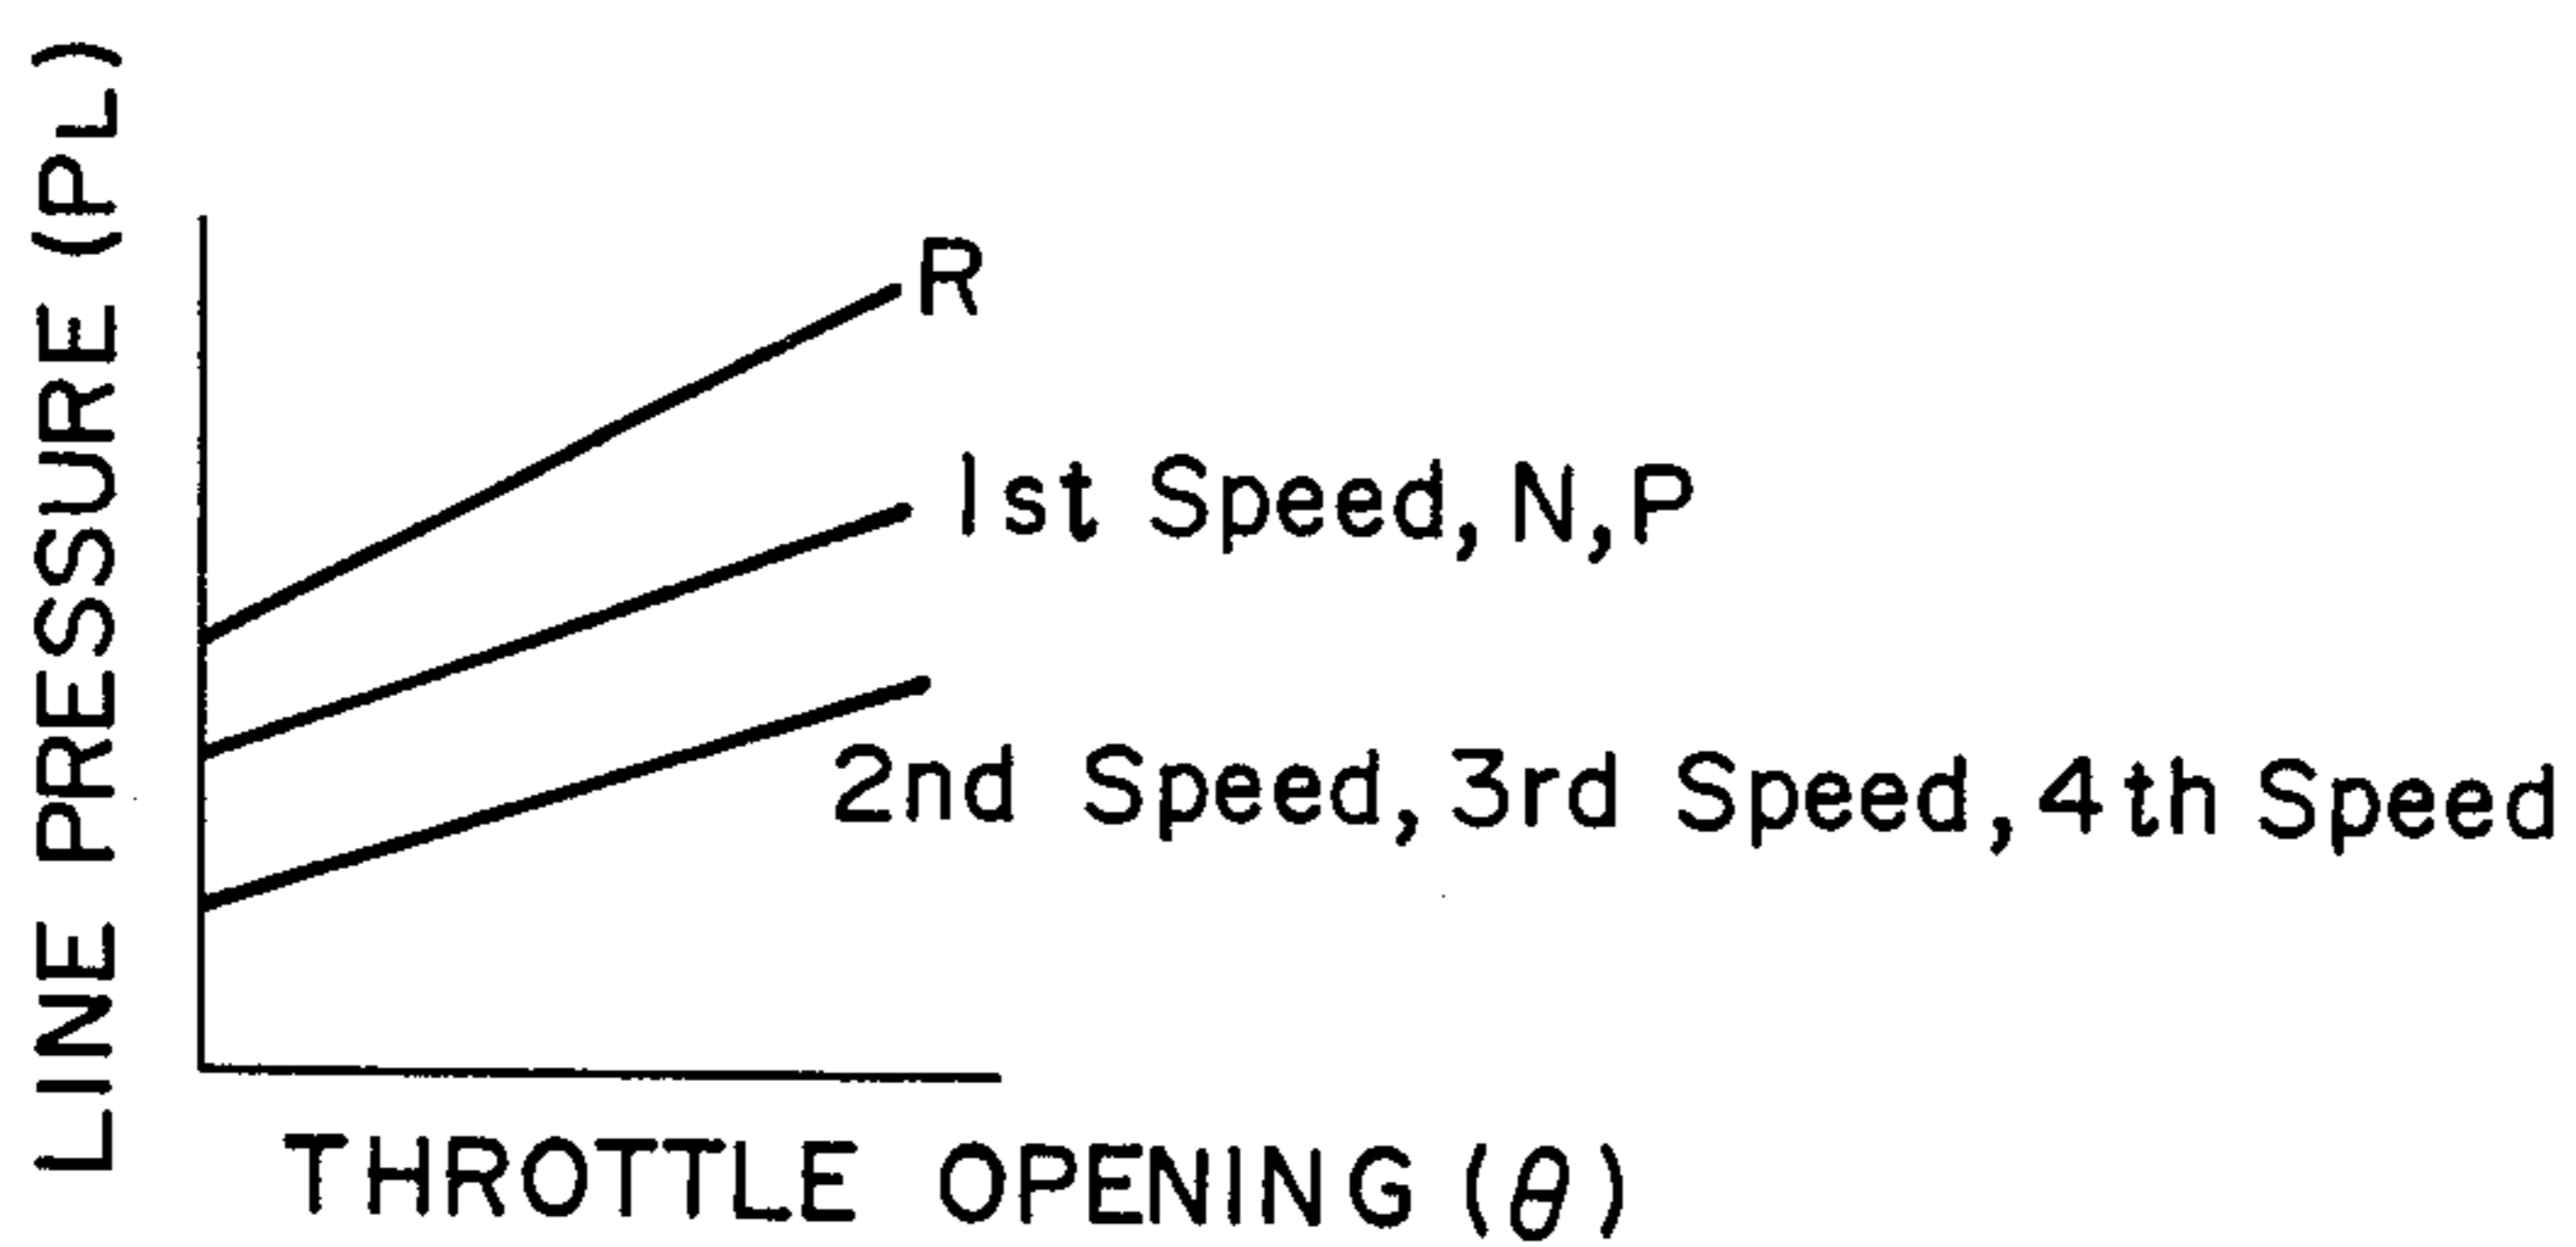 LINE PRESSURE (PL)
R
1st Speed, N, P
2nd Speed, 3rd Speed, 4th Speed
THROTTLE OPENING (θ)